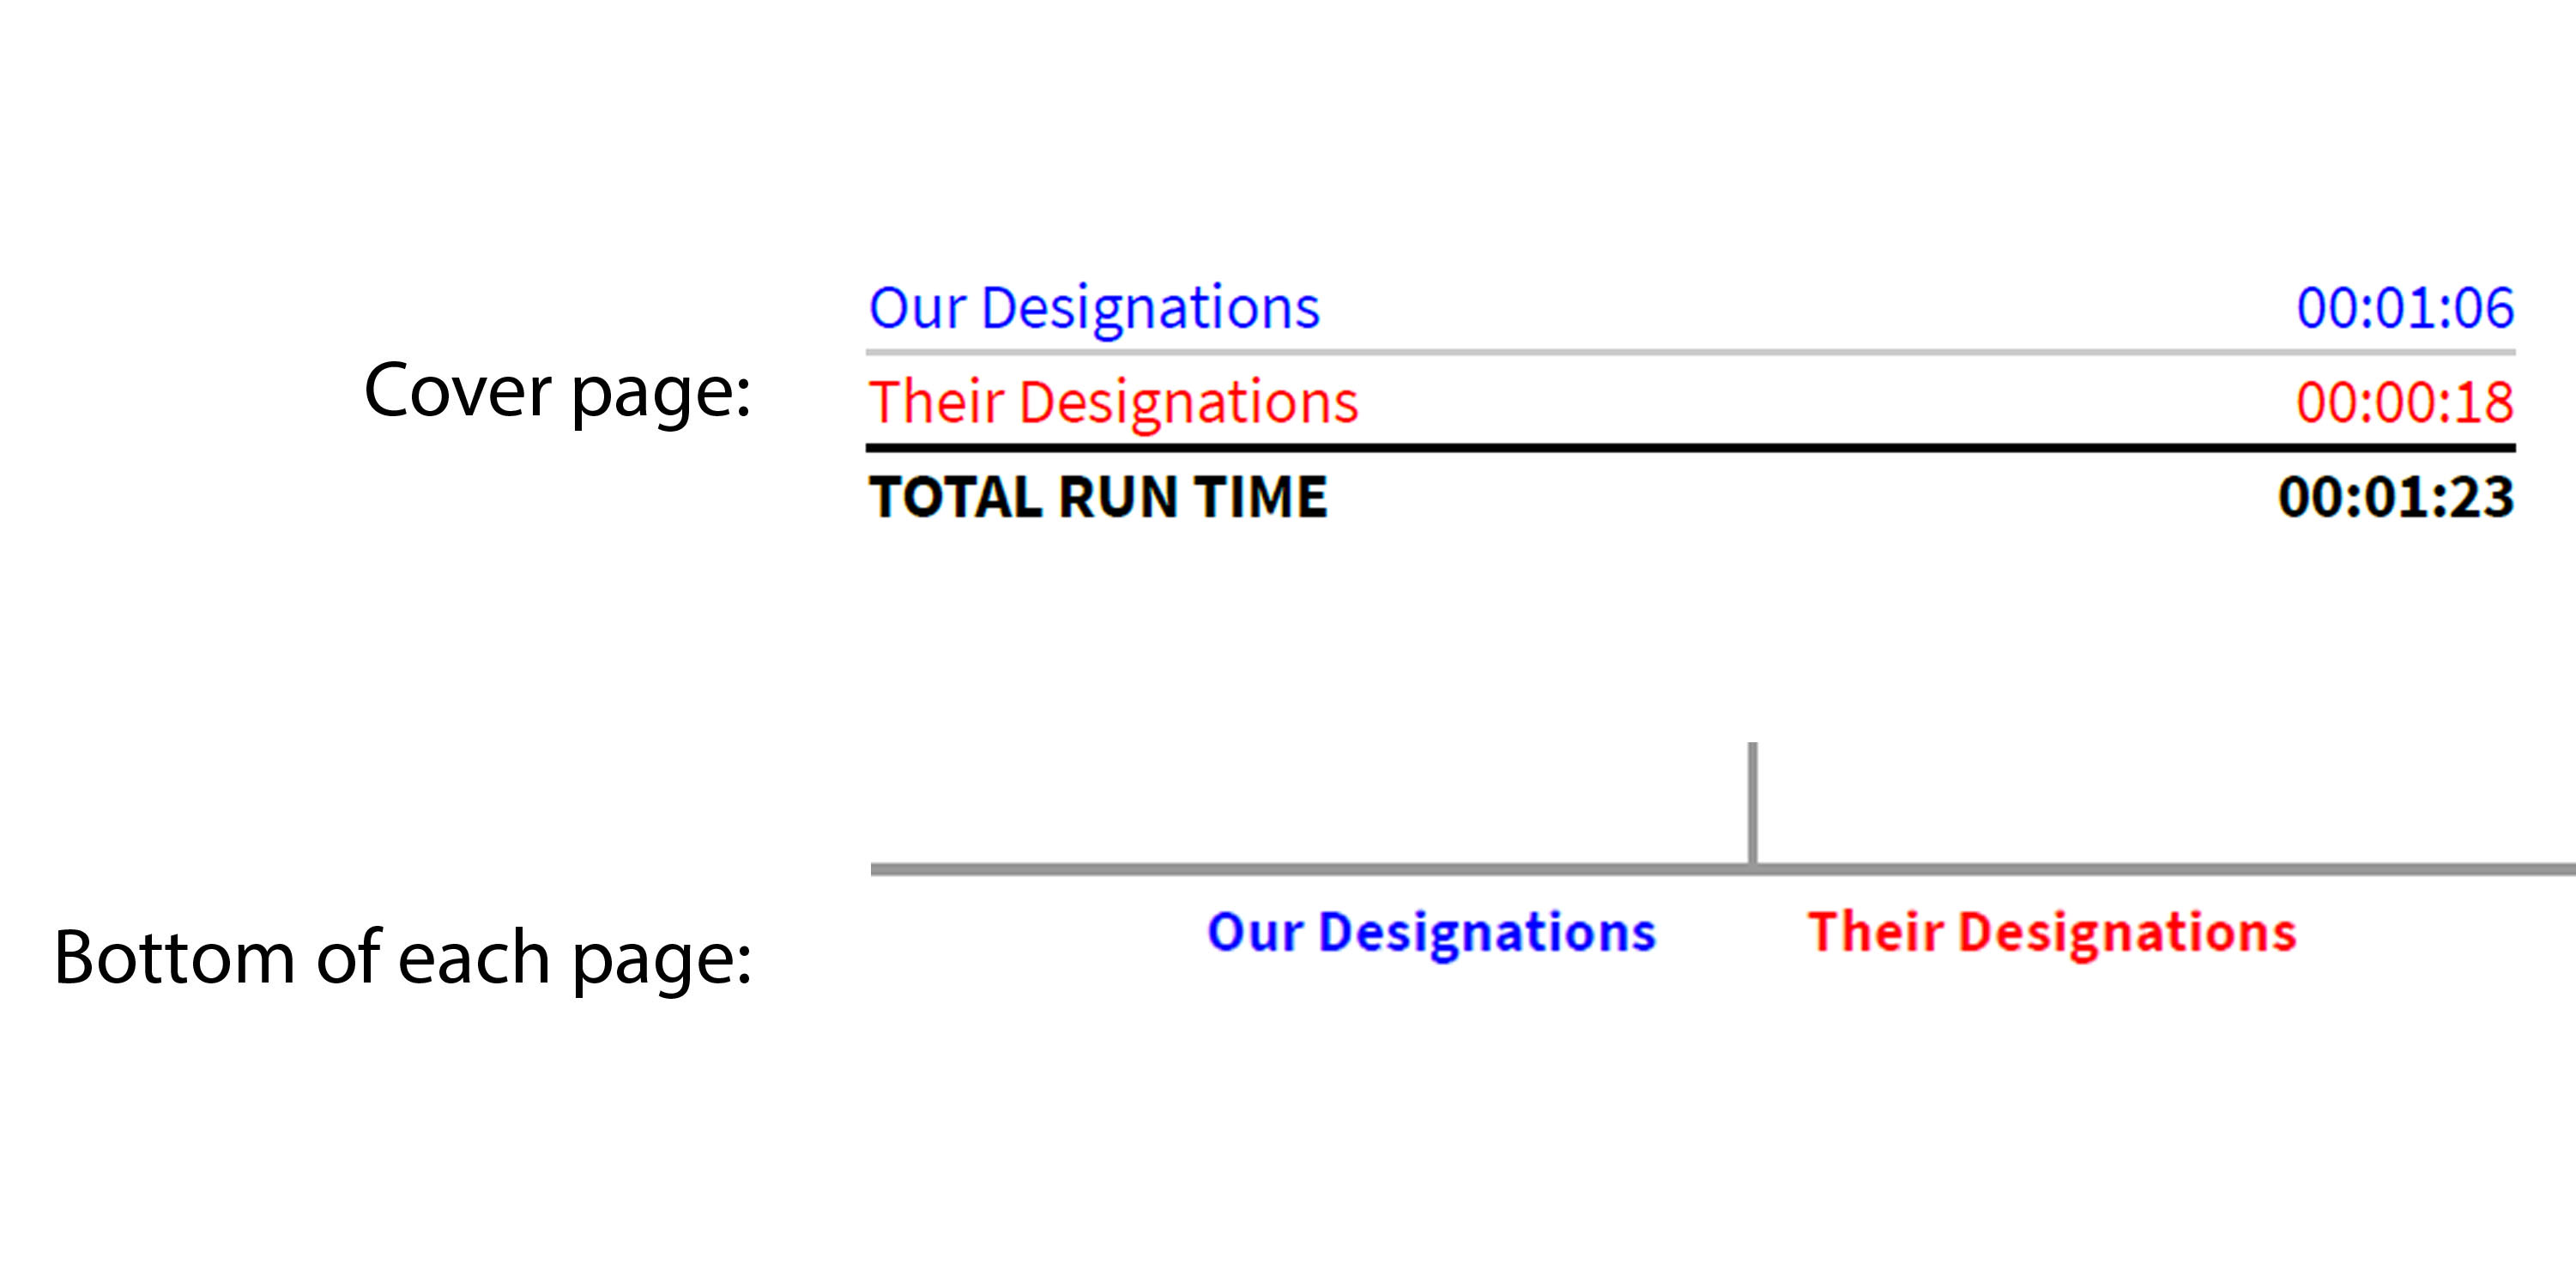 Our Designations 00:01:06
Cover page:
Their Designations 00:00:18
TOTAL RUN TIME 00:01:23
Bottom of each page:
Our Designations Their Designations